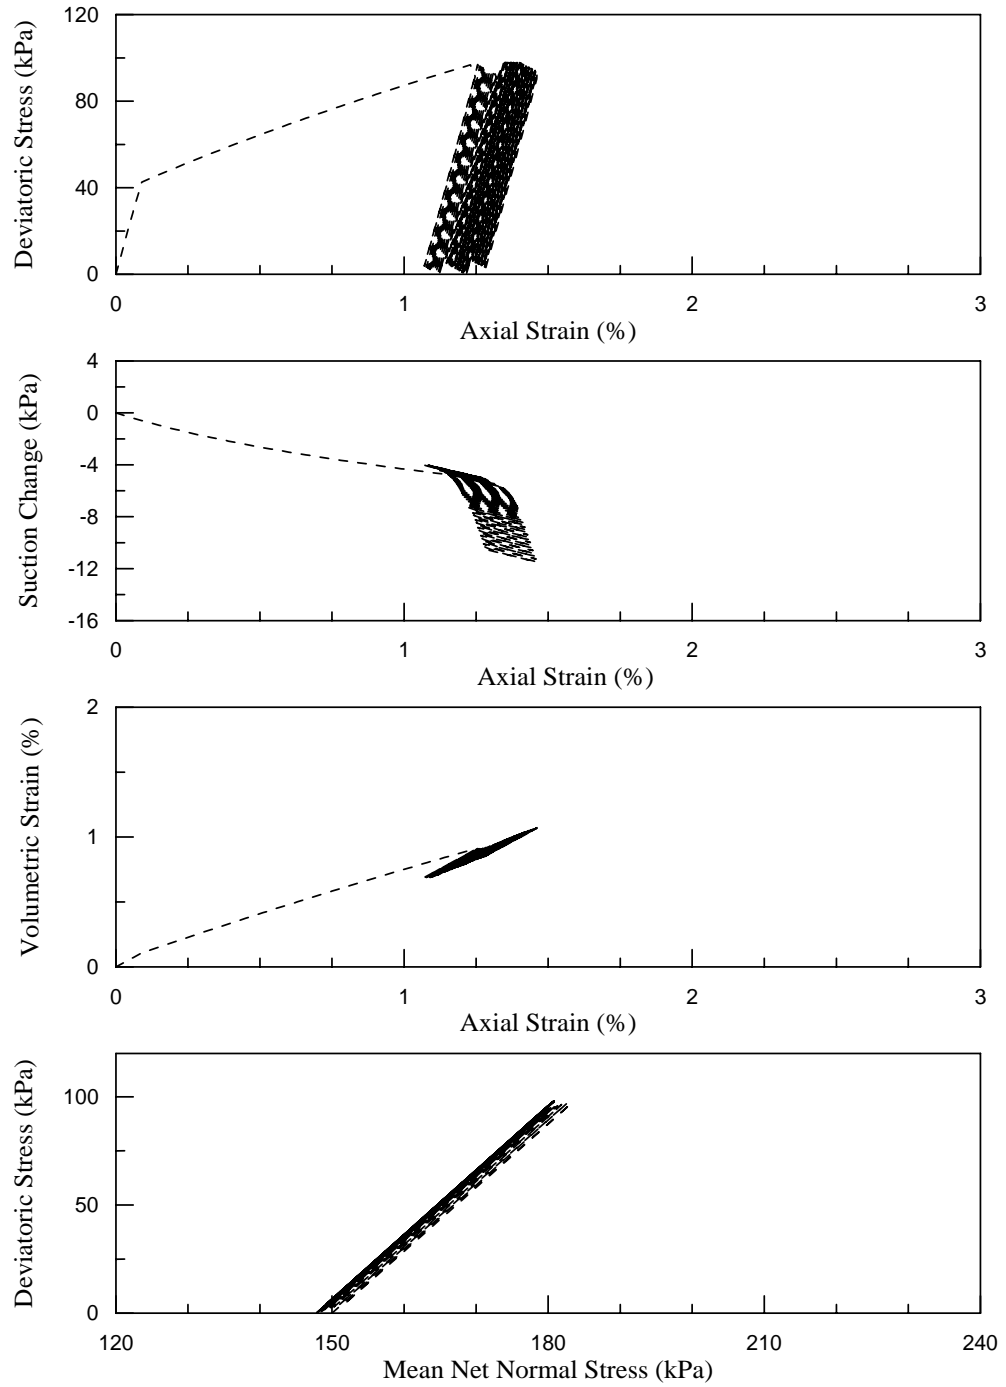 Deviatoric Stress (kPa)
120
80
40
0
0 1 2 3
Axial Strain (%)
Suction Change (kPa)
4
0
-4
-8
-12
-16
0 1 2 3
Axial Strain (%)
Volumetric Strain (%)
2
1
0
0 1 2 3
Axial Strain (%)
Deviatoric Stress (kPa)
100
50
0
120 150 180 210 240
Mean Net Normal Stress (kPa)